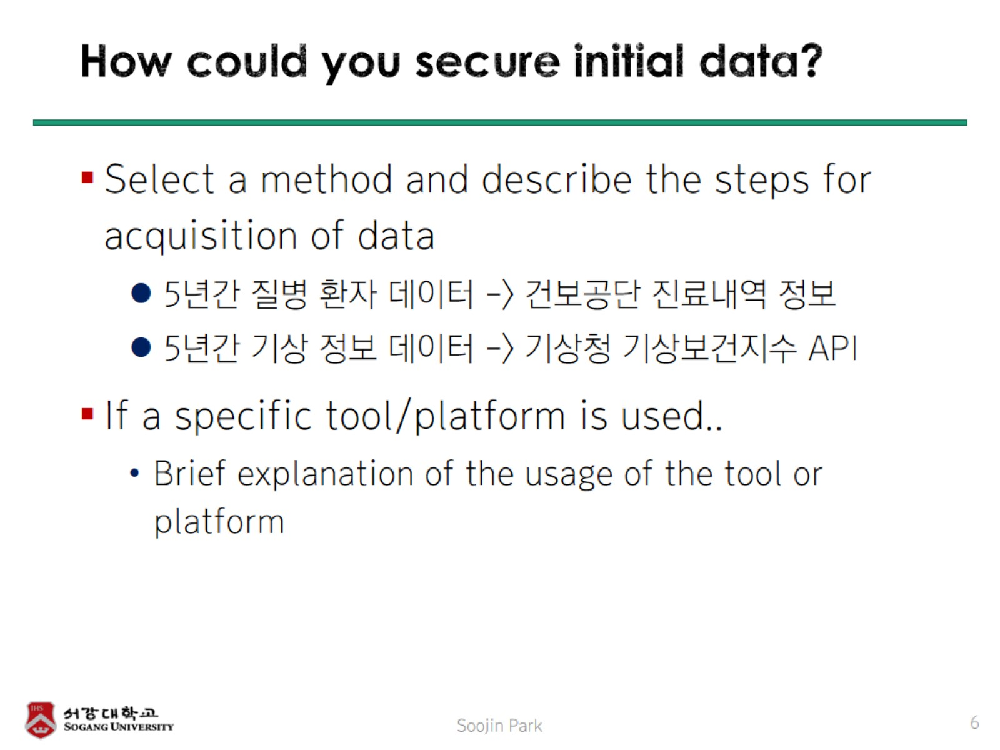 How could you secure initial data?
Select a method and describe the steps for
acquisition of data
5년간 질병 환자 데이터 -> 건보공단 진료내역 정보
5년간 기상 정보 데이터 -> 기상청 기상보건지수 API
If a specific tool/platform is used..
Brief explanation of the usage of the tool or
platform
IHS
서강대학교
SOGANG UNIVERSITY
Soojin Park
6